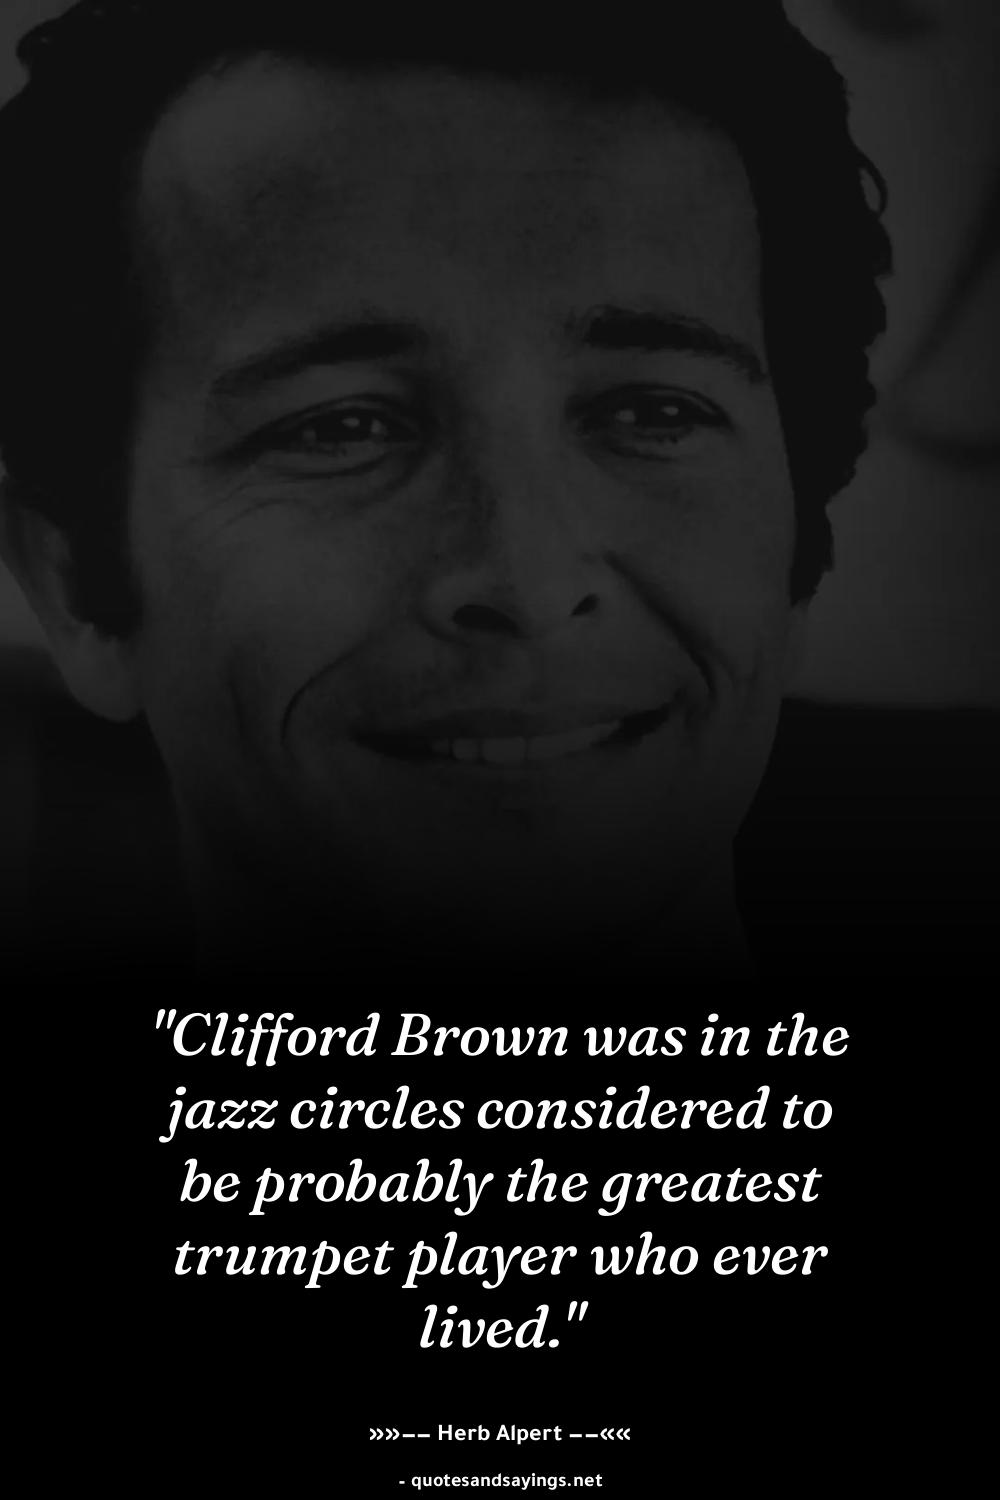 "Clifford Brown was in the
jazz circles considered to
be probably the greatest
trumpet player who ever
lived."
»»−− Herb Alpert −−««
- quotesandsayings.net